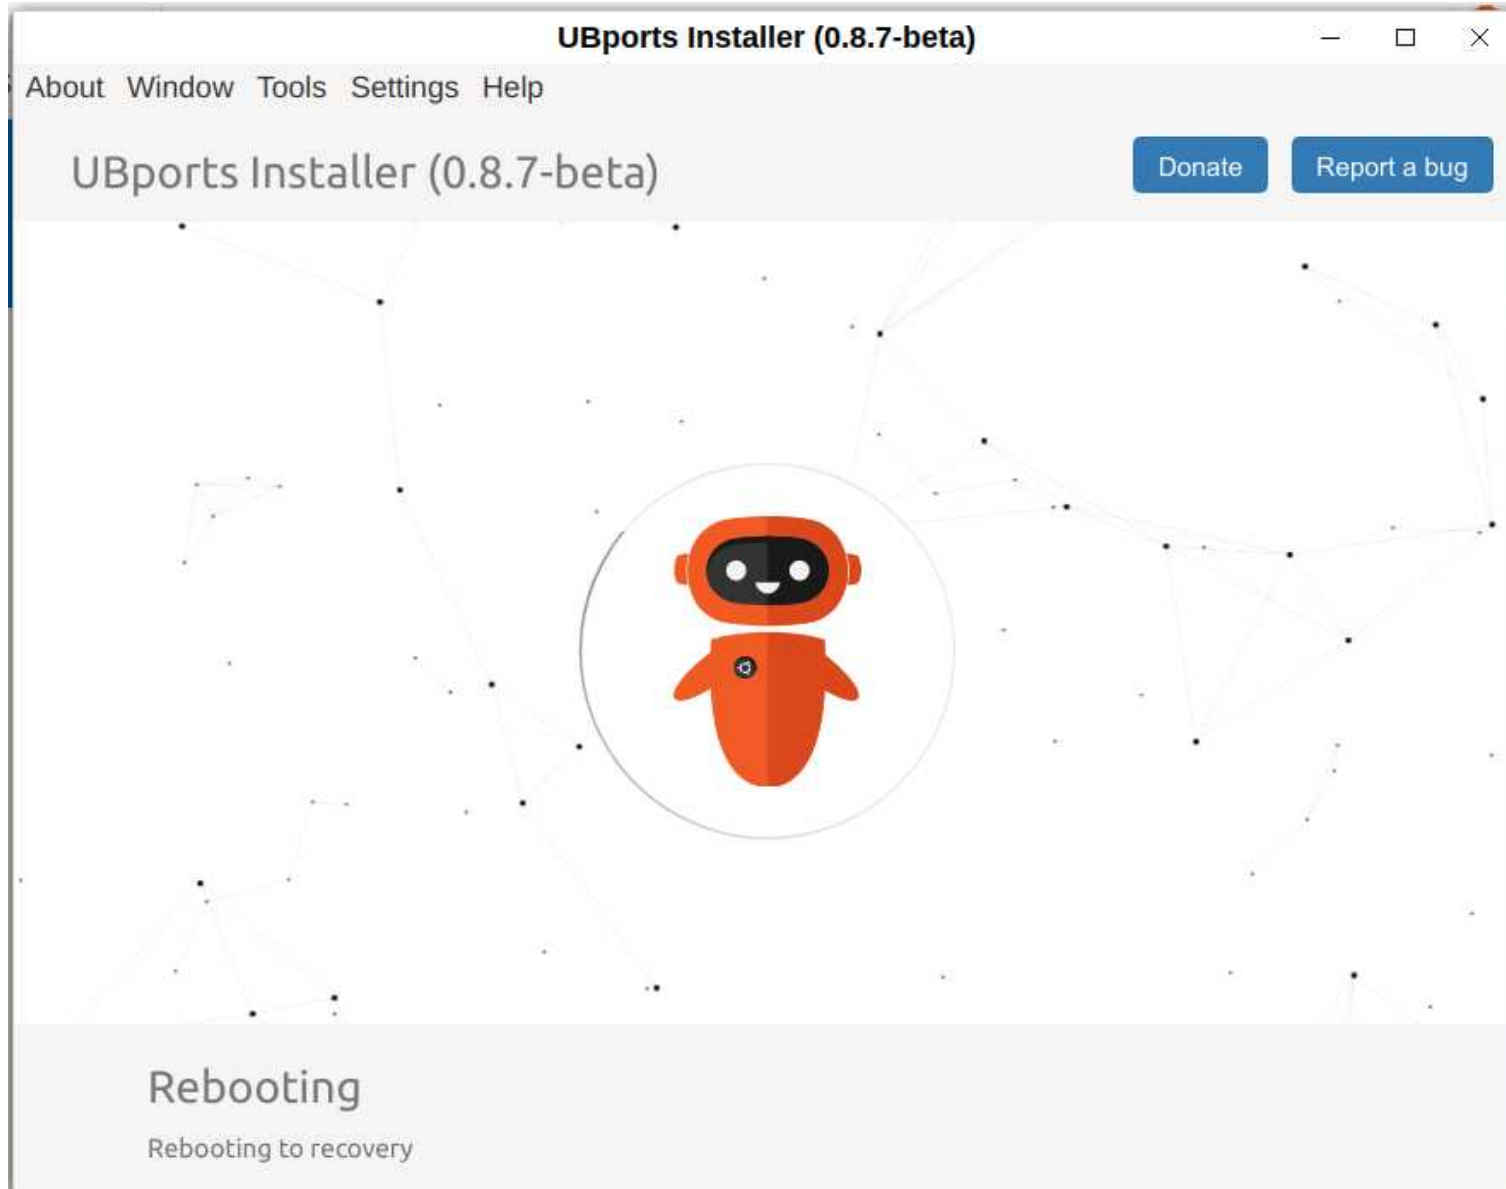 UBports Installer (0.8.7-beta)
About Window Tools Settings Help
UBports Installer (0.8.7-beta) Donate Report a bug
Rebooting
Rebooting to recovery